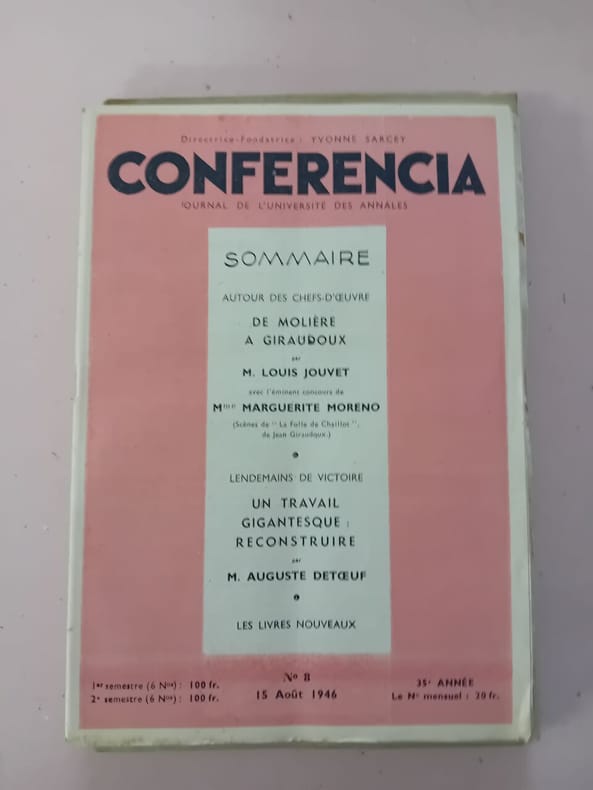 Directrice-Fondatrice : YVONNE SARCEY
CONFERENCIA
JOURNAL DE L'UNIVERSITÉ DES ANNALES
SOMMAIRE
AUTOUR DES CHEFS-D'ŒUVRE
DE MOLIÈRE
A GIRAUDOUX
par
M. LOUIS JOUVET
avec l'éminent concours de
Mme MARGUERITE MORENO
(Scènes de "La Folle de Chaillot",
de Jean Giraudoux.)
LENDEMAINS DE VICTOIRE
UN TRAVAIL
GIGANTESQUE :
RECONSTRUIRE
par
M. AUGUSTE DETŒUF
LES LIVRES NOUVEAUX
1er semestre (6 Nos) : 100 fr.
2e semestre (6 Nos) : 100 fr.
No 8
15 Août 1946
35e ANNÉE
Le No mensuel : 20 fr.